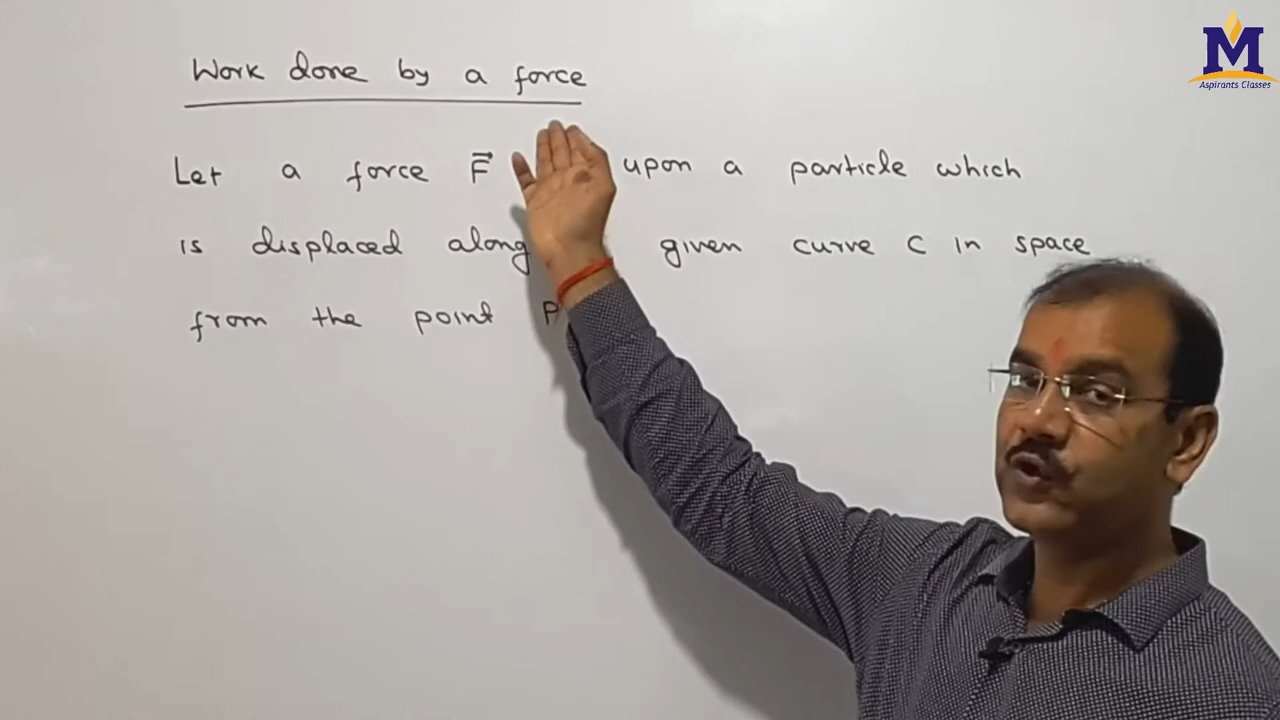 Work done by a force
Let a force F⃗ upon a particle which
is displaced along given curve C in space
from the point P
M
Aspirants Classes